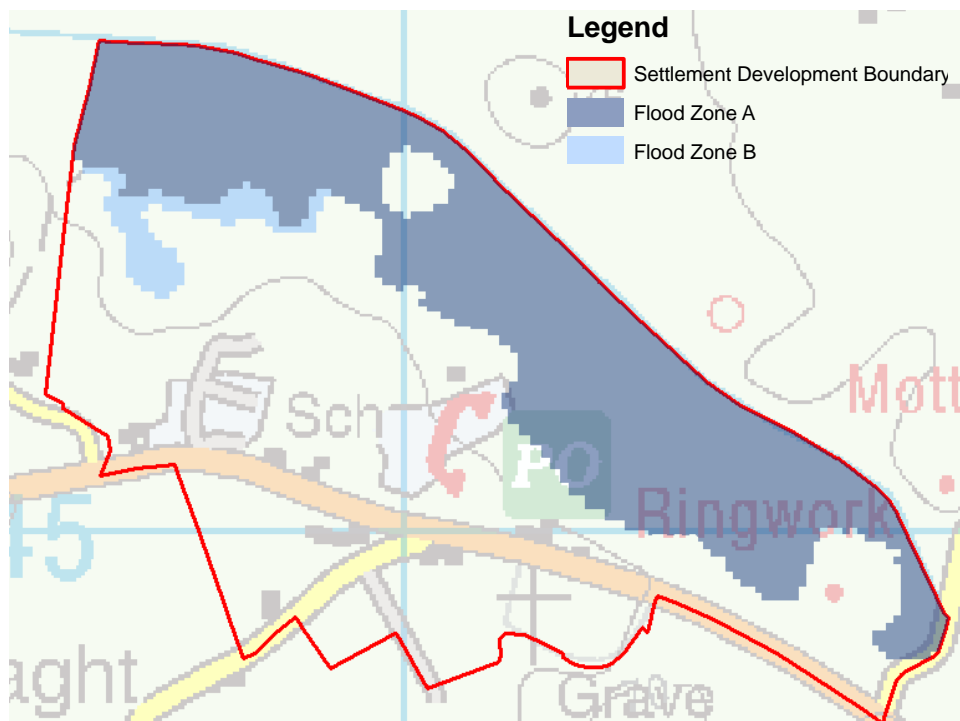 Legend
Settlement Development Boundary
Flood Zone A
Flood Zone B
Mott
Sch
PO
Ringwork
45
aght
Grave